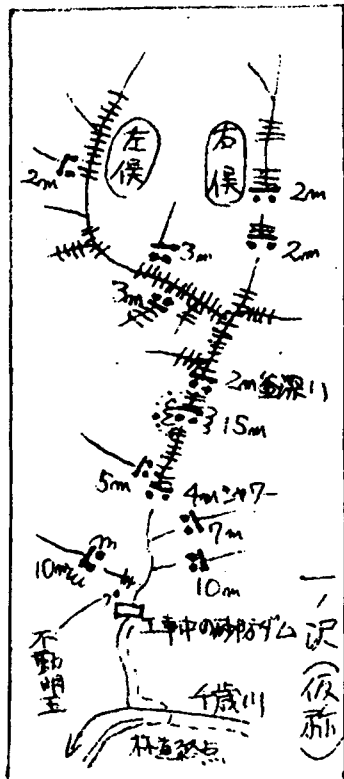 左俣
右俣
2m
2m
2m
3m
3m
2m釜深い
15m
5m
4mシャワー
7m
10m
10m
工事中の砂防ダム
不動明王
千歳川
林道終点
一ノ沢(仮称)